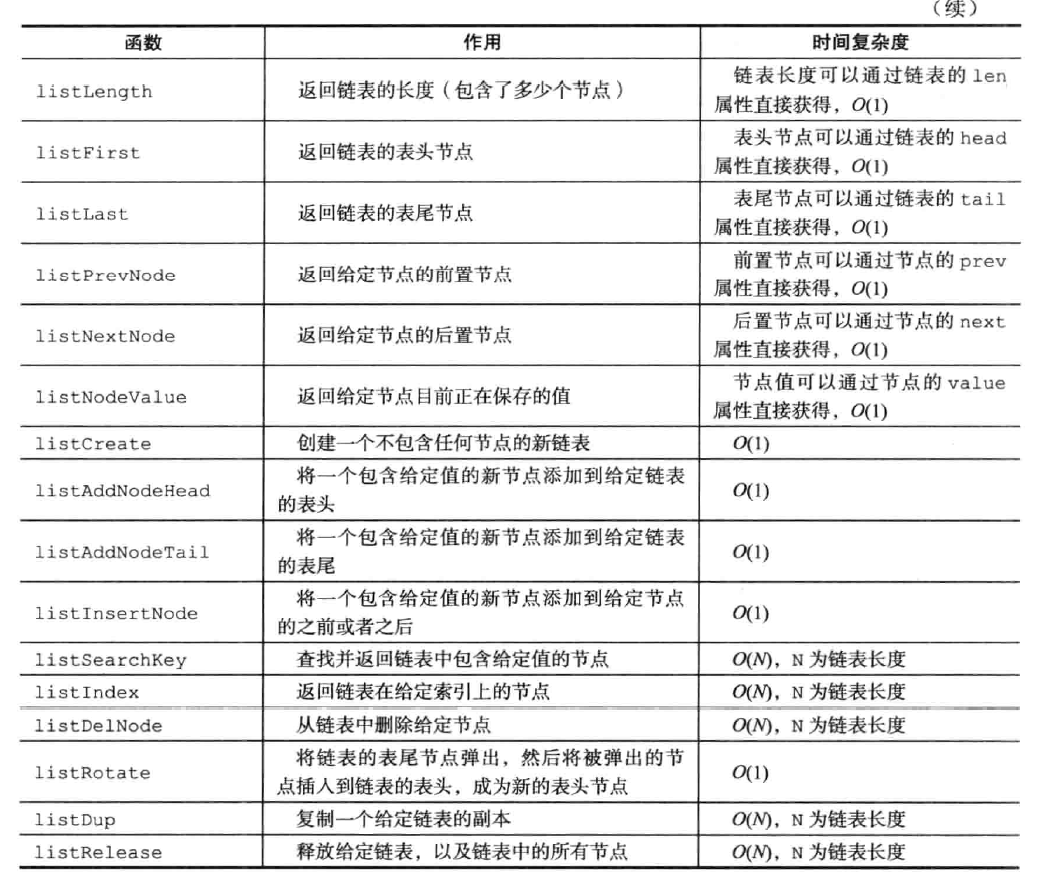 （续）
函数 作用 时间复杂度
listLength 返回链表的长度（包含了多少个节点） 链表长度可以通过链表的 len
属性直接获得，O(1)
listFirst 返回链表的表头节点 表头节点可以通过链表的 head
属性直接获得，O(1)
listLast 返回链表的表尾节点 表尾节点可以通过链表的 tail
属性直接获得，O(1)
listPrevNode 返回给定节点的前置节点 前置节点可以通过节点的 prev
属性直接获得，O(1)
listNextNode 返回给定节点的后置节点 后置节点可以通过节点的 next
属性直接获得，O(1)
listNodeValue 返回给定节点目前正在保存的值 节点值可以通过节点的 value
属性直接获得，O(1)
listCreate 创建一个不包含任何节点的新链表 O(1)
listAddNodeHead 将一个包含给定值的新节点添加到给定链表
的表头 O(1)
listAddNodeTail 将一个包含给定值的新节点添加到给定链表
的表尾 O(1)
listInsertNode 将一个包含给定值的新节点添加到给定节点
的之前或者之后 O(1)
listSearchKey 查找并返回链表中包含给定值的节点 O(N)，N 为链表长度
listIndex 返回链表在给定索引上的节点 O(N)，N 为链表长度
listDelNode 从链表中删除给定节点 O(N)，N 为链表长度
listRotate 将链表的表尾节点弹出，然后将被弹出的节
点插入到链表的表头，成为新的表头节点 O(1)
listDup 复制一个给定链表的副本 O(N)，N 为链表长度
listRelease 释放给定链表，以及链表中的所有节点 O(N)，N 为链表长度